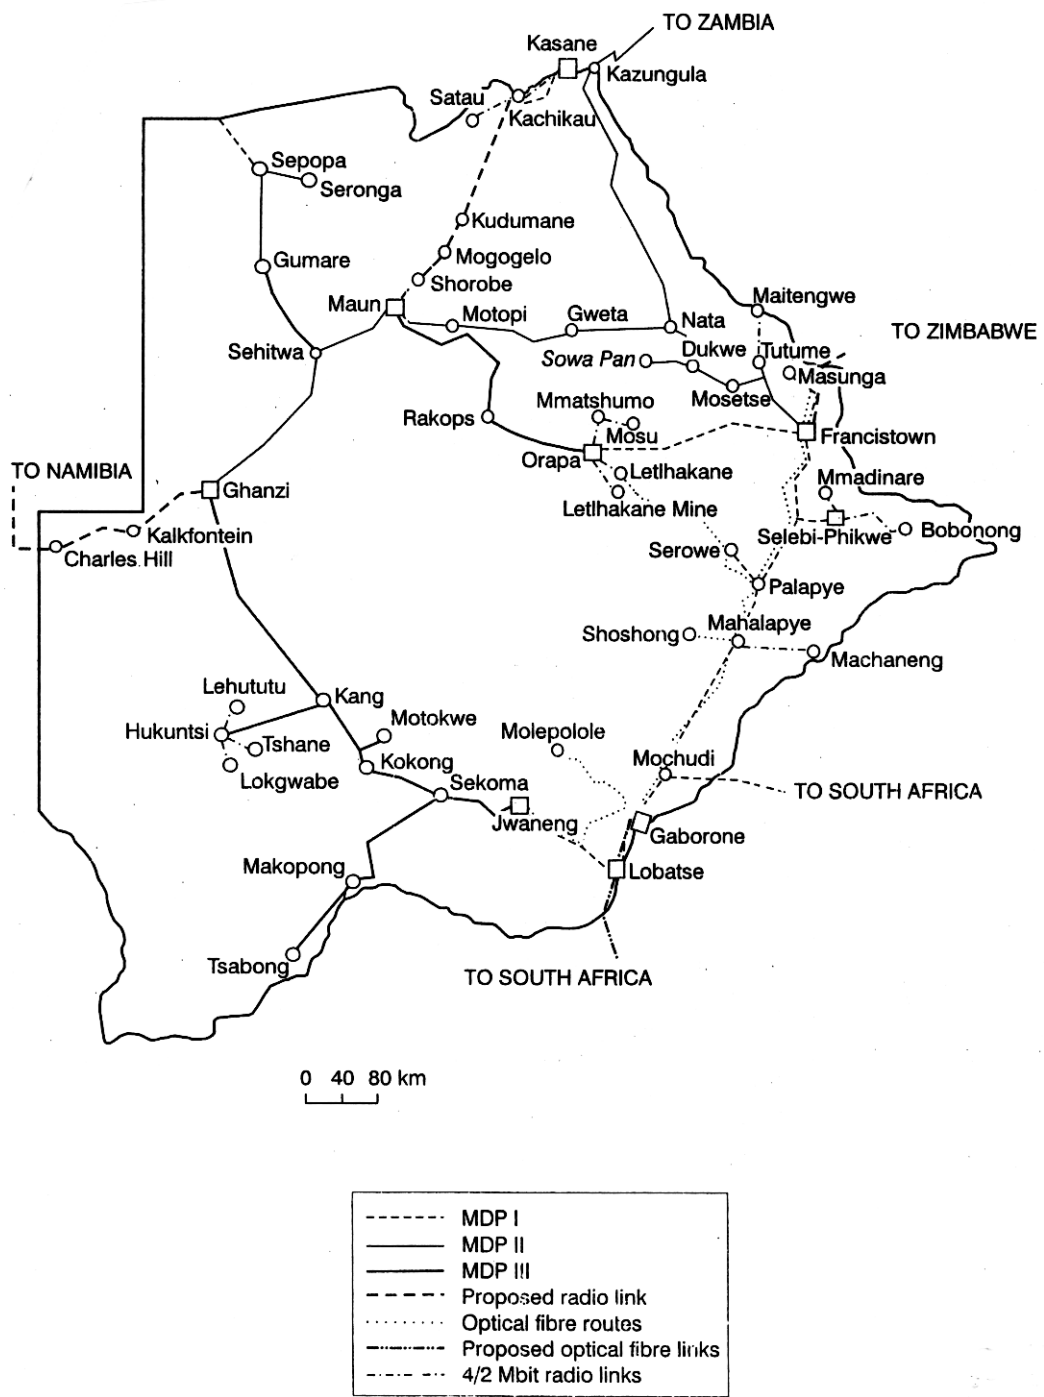 TO ZAMBIA
Kasane
Kazungula
Satau
Kachikau
Sepopa
Seronga
Kudumane
Gumare
Mogogelo
Shorobe
Maun
Maitengwe
Motopi
Gweta
Nata
TO ZIMBABWE
Sehitwa
Sowa Pan
Dukwe
Tutume
Masunga
Mosetse
Mmatshumo
Rakops
Mosu
Francistown
Orapa
TO NAMIBIA
Letlhakane
Mmadinare
Ghanzi
Letlhakane Mine
Kalkfontein
Selebi-Phikwe
Bobonong
Charles Hill
Serowe
Palapye
Mahalapye
Shoshong
Machaneng
Lehututu
Kang
Motokwe
Hukuntsi
Molepolole
Tshane
Kokong
Lokgwabe
Sekoma
Mochudi
TO SOUTH AFRICA
Jwaneng
Gaborone
Makopong
Lobatse
Tsabong
TO SOUTH AFRICA
0 40 80 km
MDP I
MDP II
MDP III
Proposed radio link
Optical fibre routes
Proposed optical fibre links
4/2 Mbit radio links